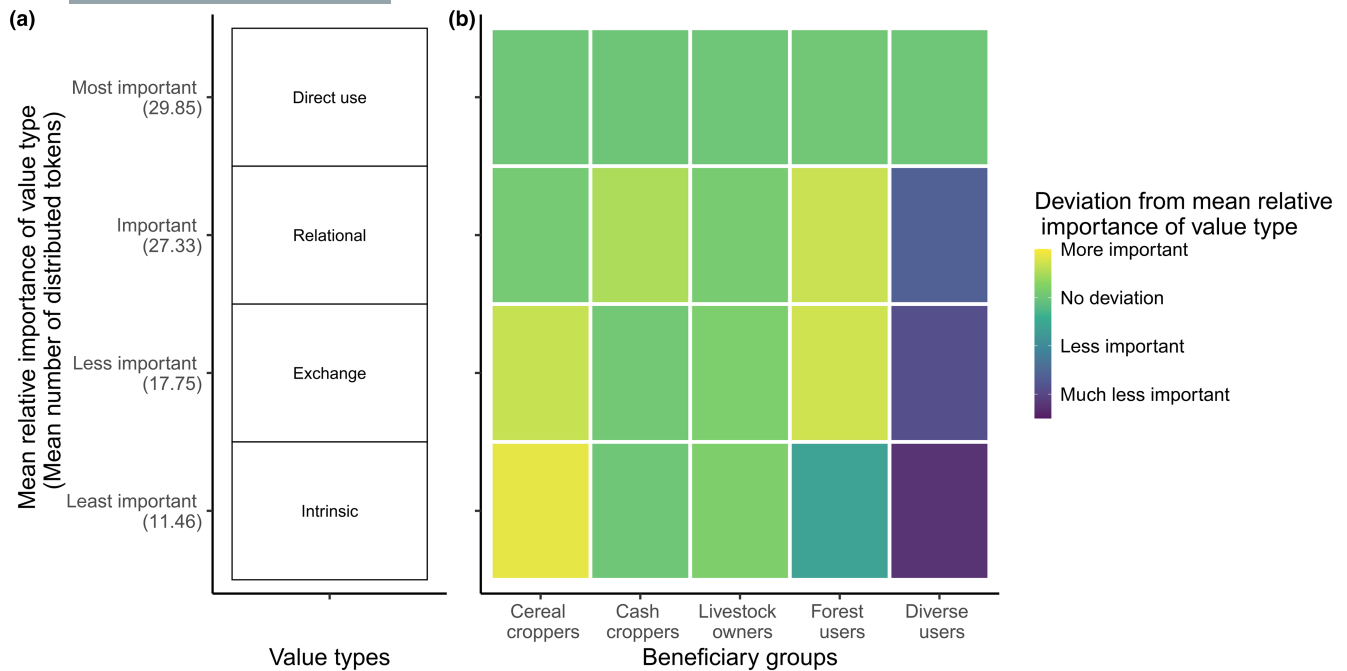 (a)
Mean relative importance of value type
(Mean number of distributed tokens)
Most important
(29.85)
Important
(27.33)
Less important
(17.75)
Least important
(11.46)
Direct use
Relational
Exchange
Intrinsic
Value types
(b)
Cereal
croppers
Cash
croppers
Livestock
owners
Forest
users
Diverse
users
Beneficiary groups
Deviation from mean relative
importance of value type
More important
No deviation
Less important
Much less important